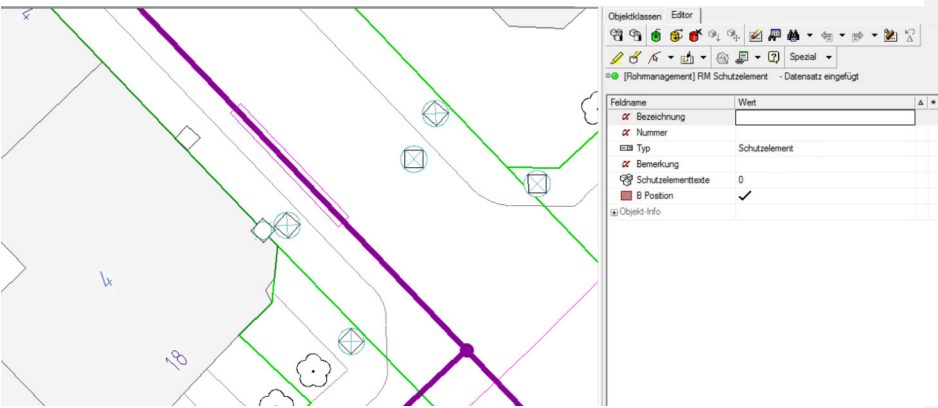 Objektklassen Editor
Spezial
[Rohrmanagement] RM Schutzelement - Datensatz eingefügt
Feldname Wert
Bezeichnung
Nummer
Typ Schutzelement
Bemerkung
Schutzelementtexte 0
B Position
Objekt-Info
4
18